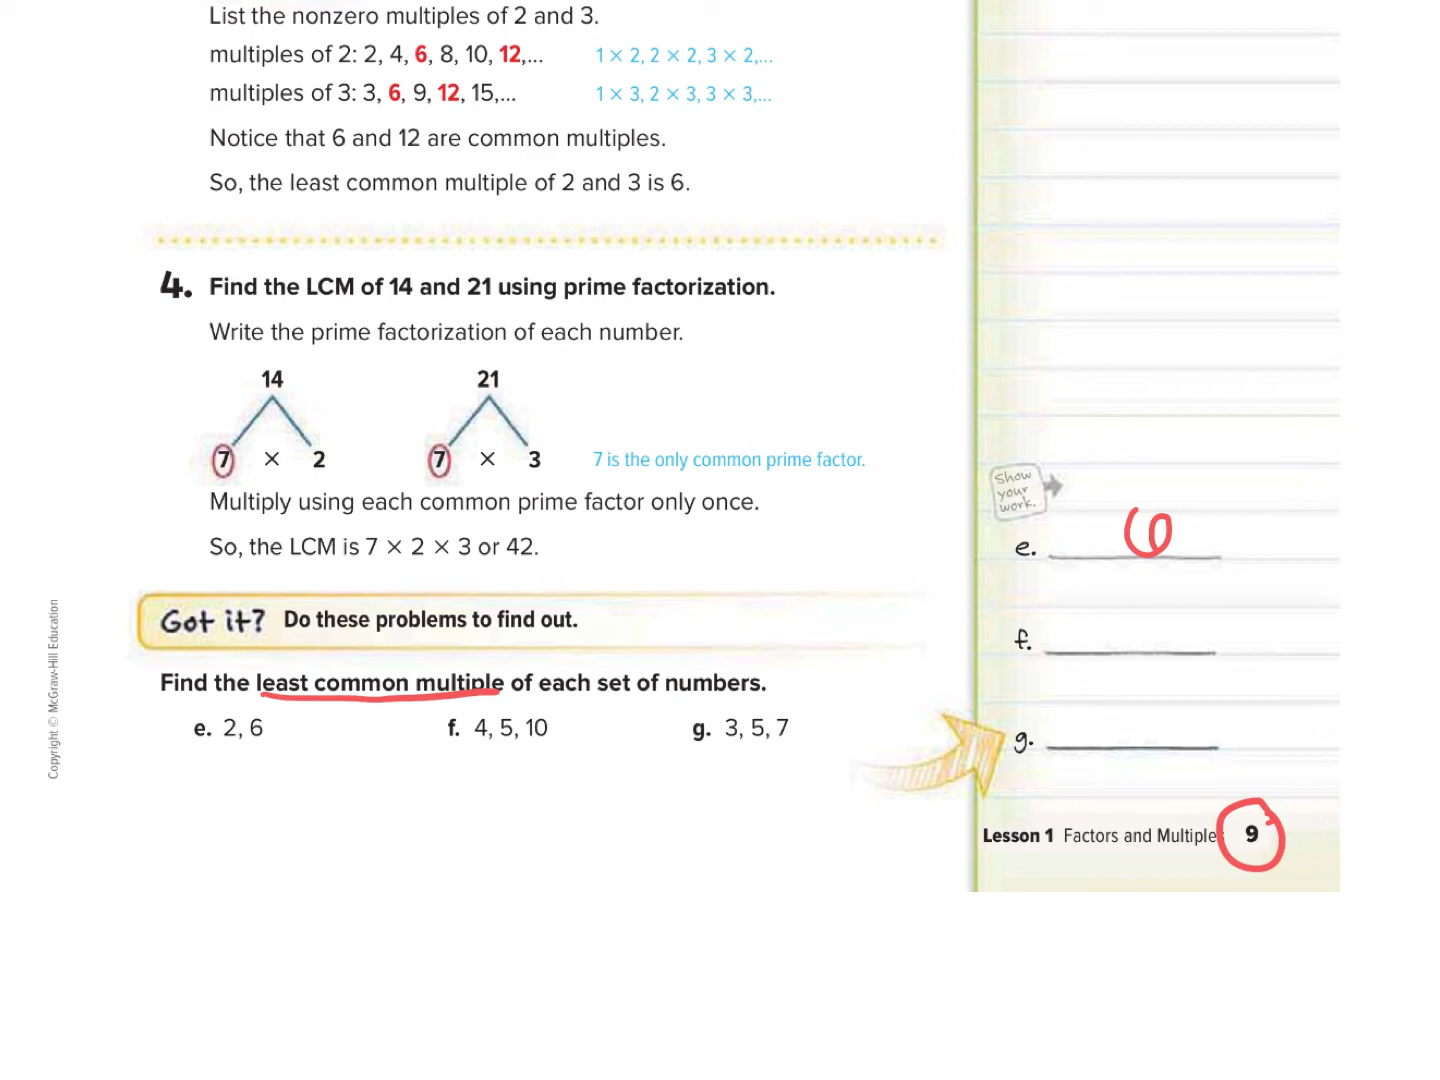 List the nonzero multiples of 2 and 3.
multiples of 2: 2, 4, 6, 8, 10, 12,... 1 × 2, 2 × 2, 3 × 2,...
multiples of 3: 3, 6, 9, 12, 15,... 1 × 3, 2 × 3, 3 × 3,...
Notice that 6 and 12 are common multiples.
So, the least common multiple of 2 and 3 is 6.
4. Find the LCM of 14 and 21 using prime factorization.
Write the prime factorization of each number.
14 21
7 × 2 7 × 3 7 is the only common prime factor.
Multiply using each common prime factor only once.
So, the LCM is 7 × 2 × 3 or 42.
Got it? Do these problems to find out.
Find the least common multiple of each set of numbers.
e. 2, 6 f. 4, 5, 10 g. 3, 5, 7
Show
your
work.
e. 6
f.
g.
Lesson 1 Factors and Multiple 9
Copyright © McGraw-Hill Education